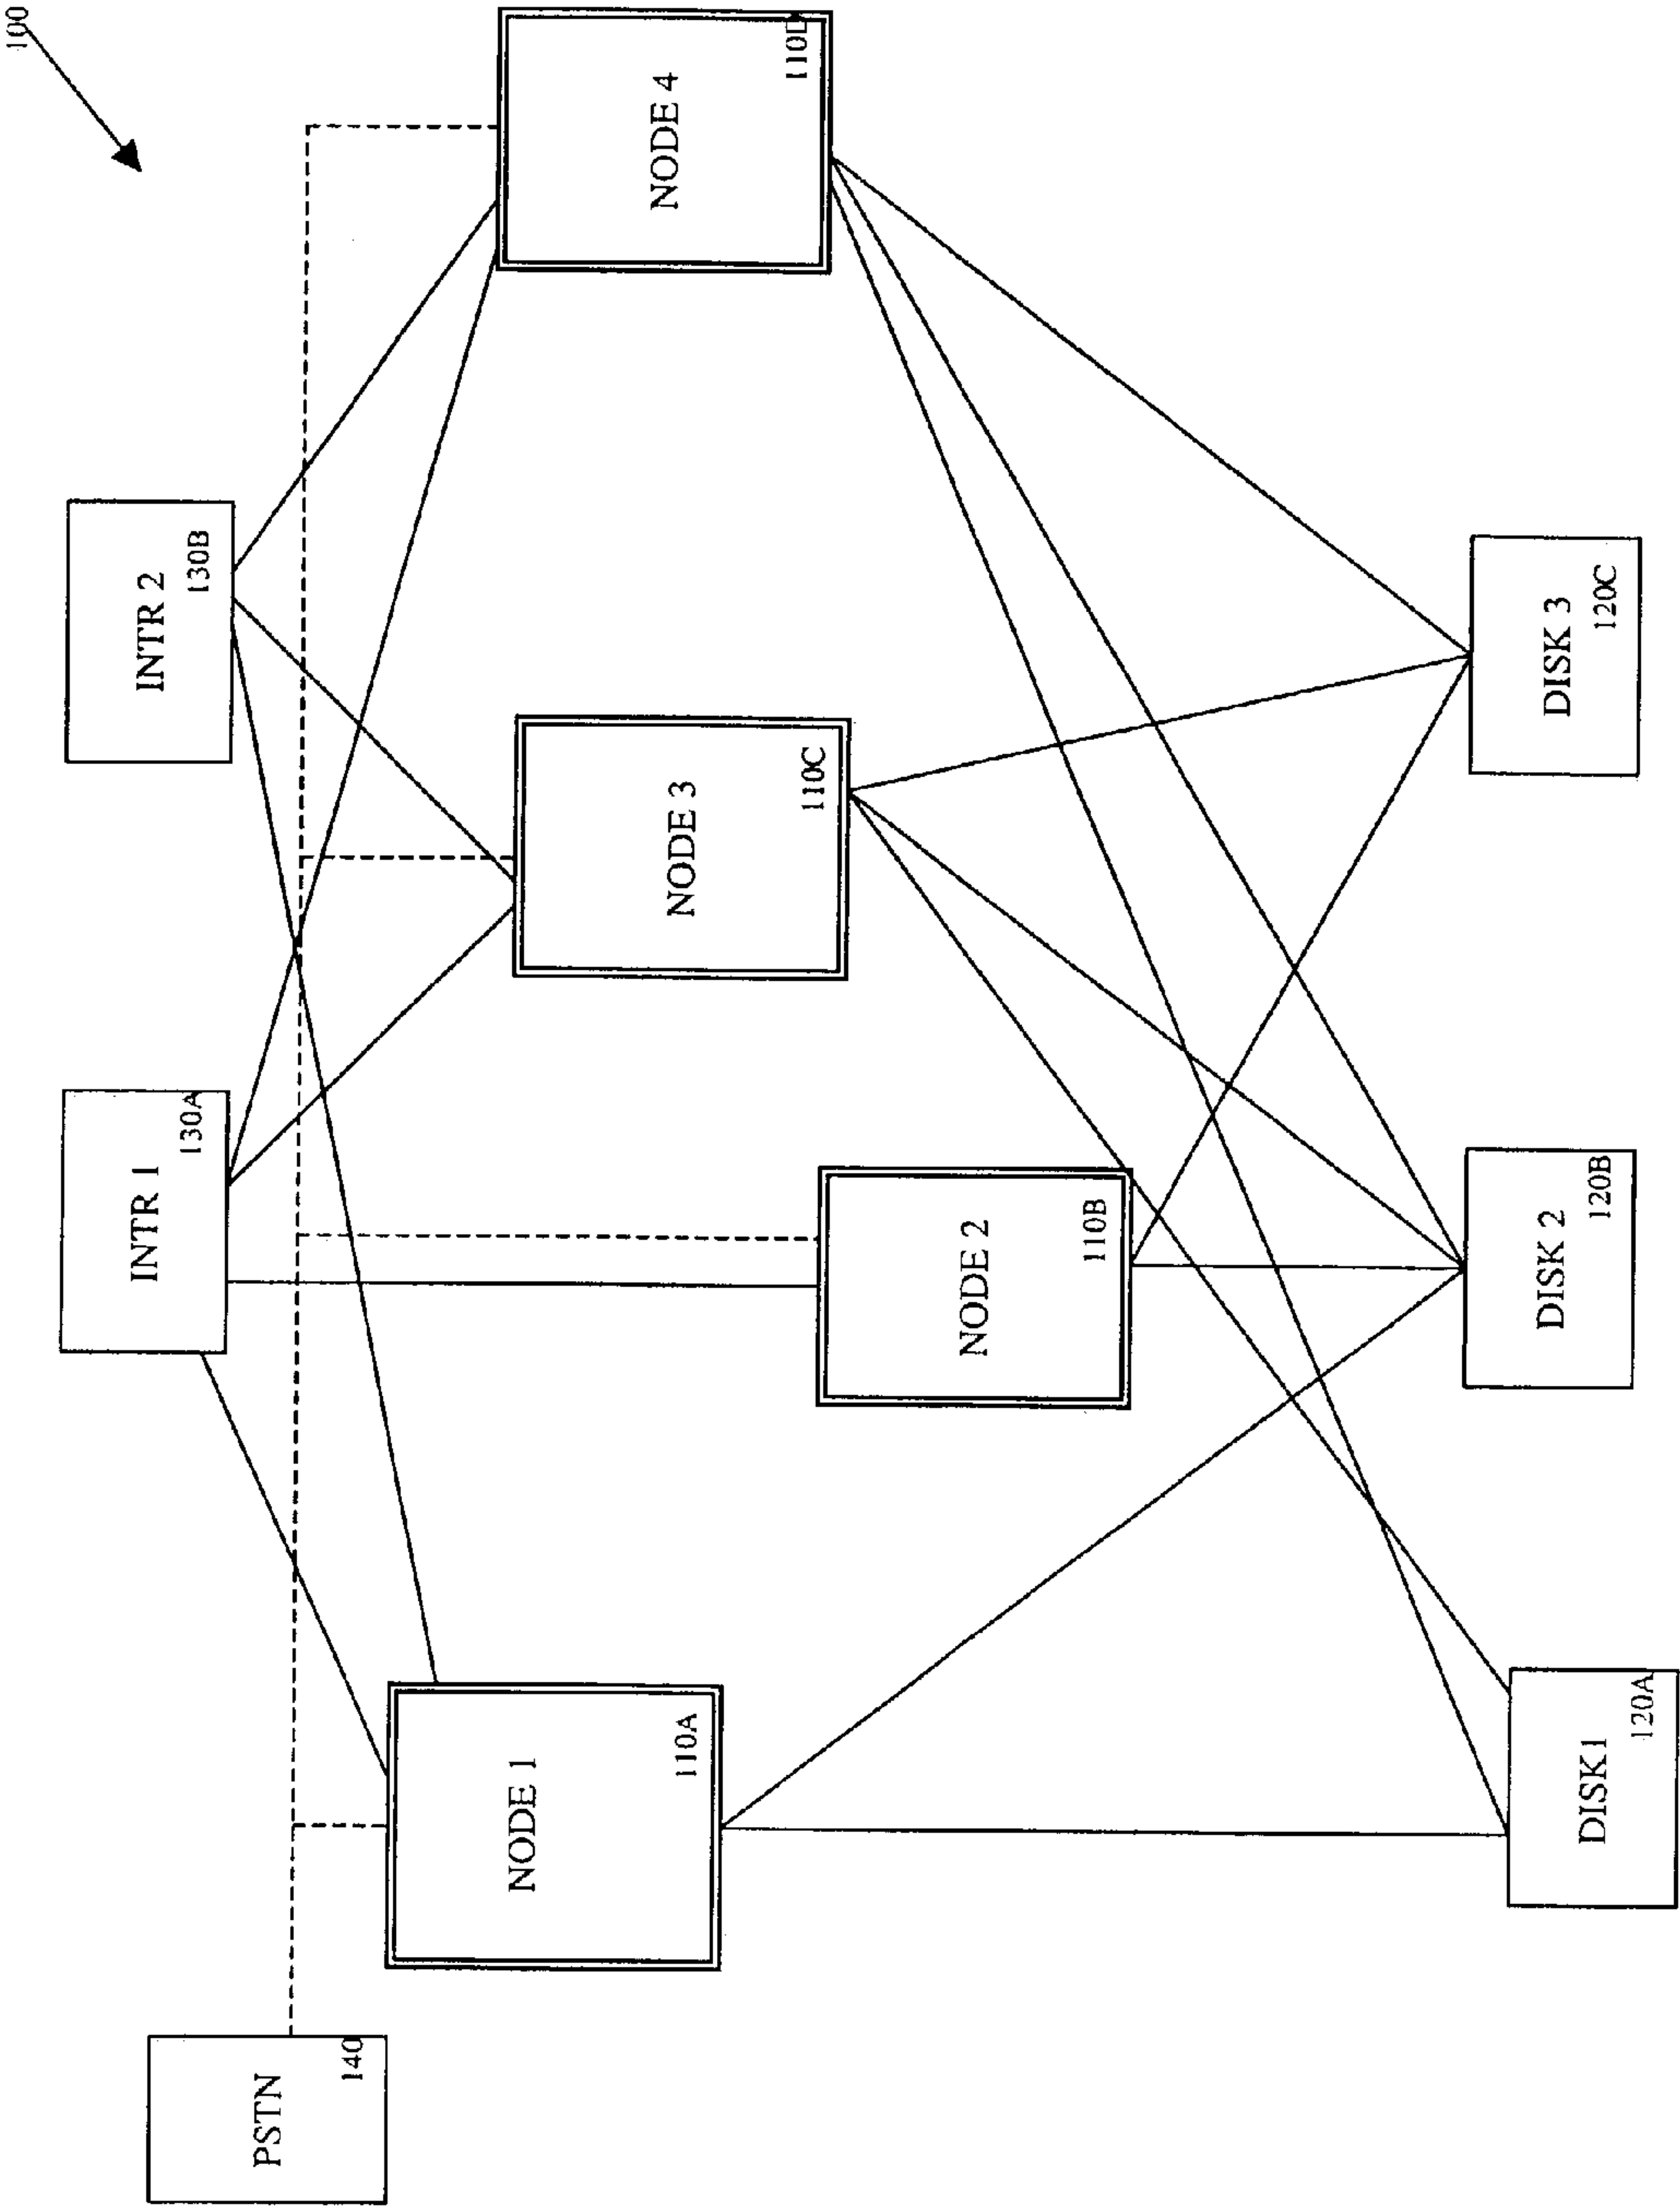 100
PSTN
140
INTR 1
130A
INTR 2
130B
NODE 1
110A
NODE 2
110B
NODE 3
110C
NODE 4
110D
DISK1
120A
DISK 2
120B
DISK 3
120C